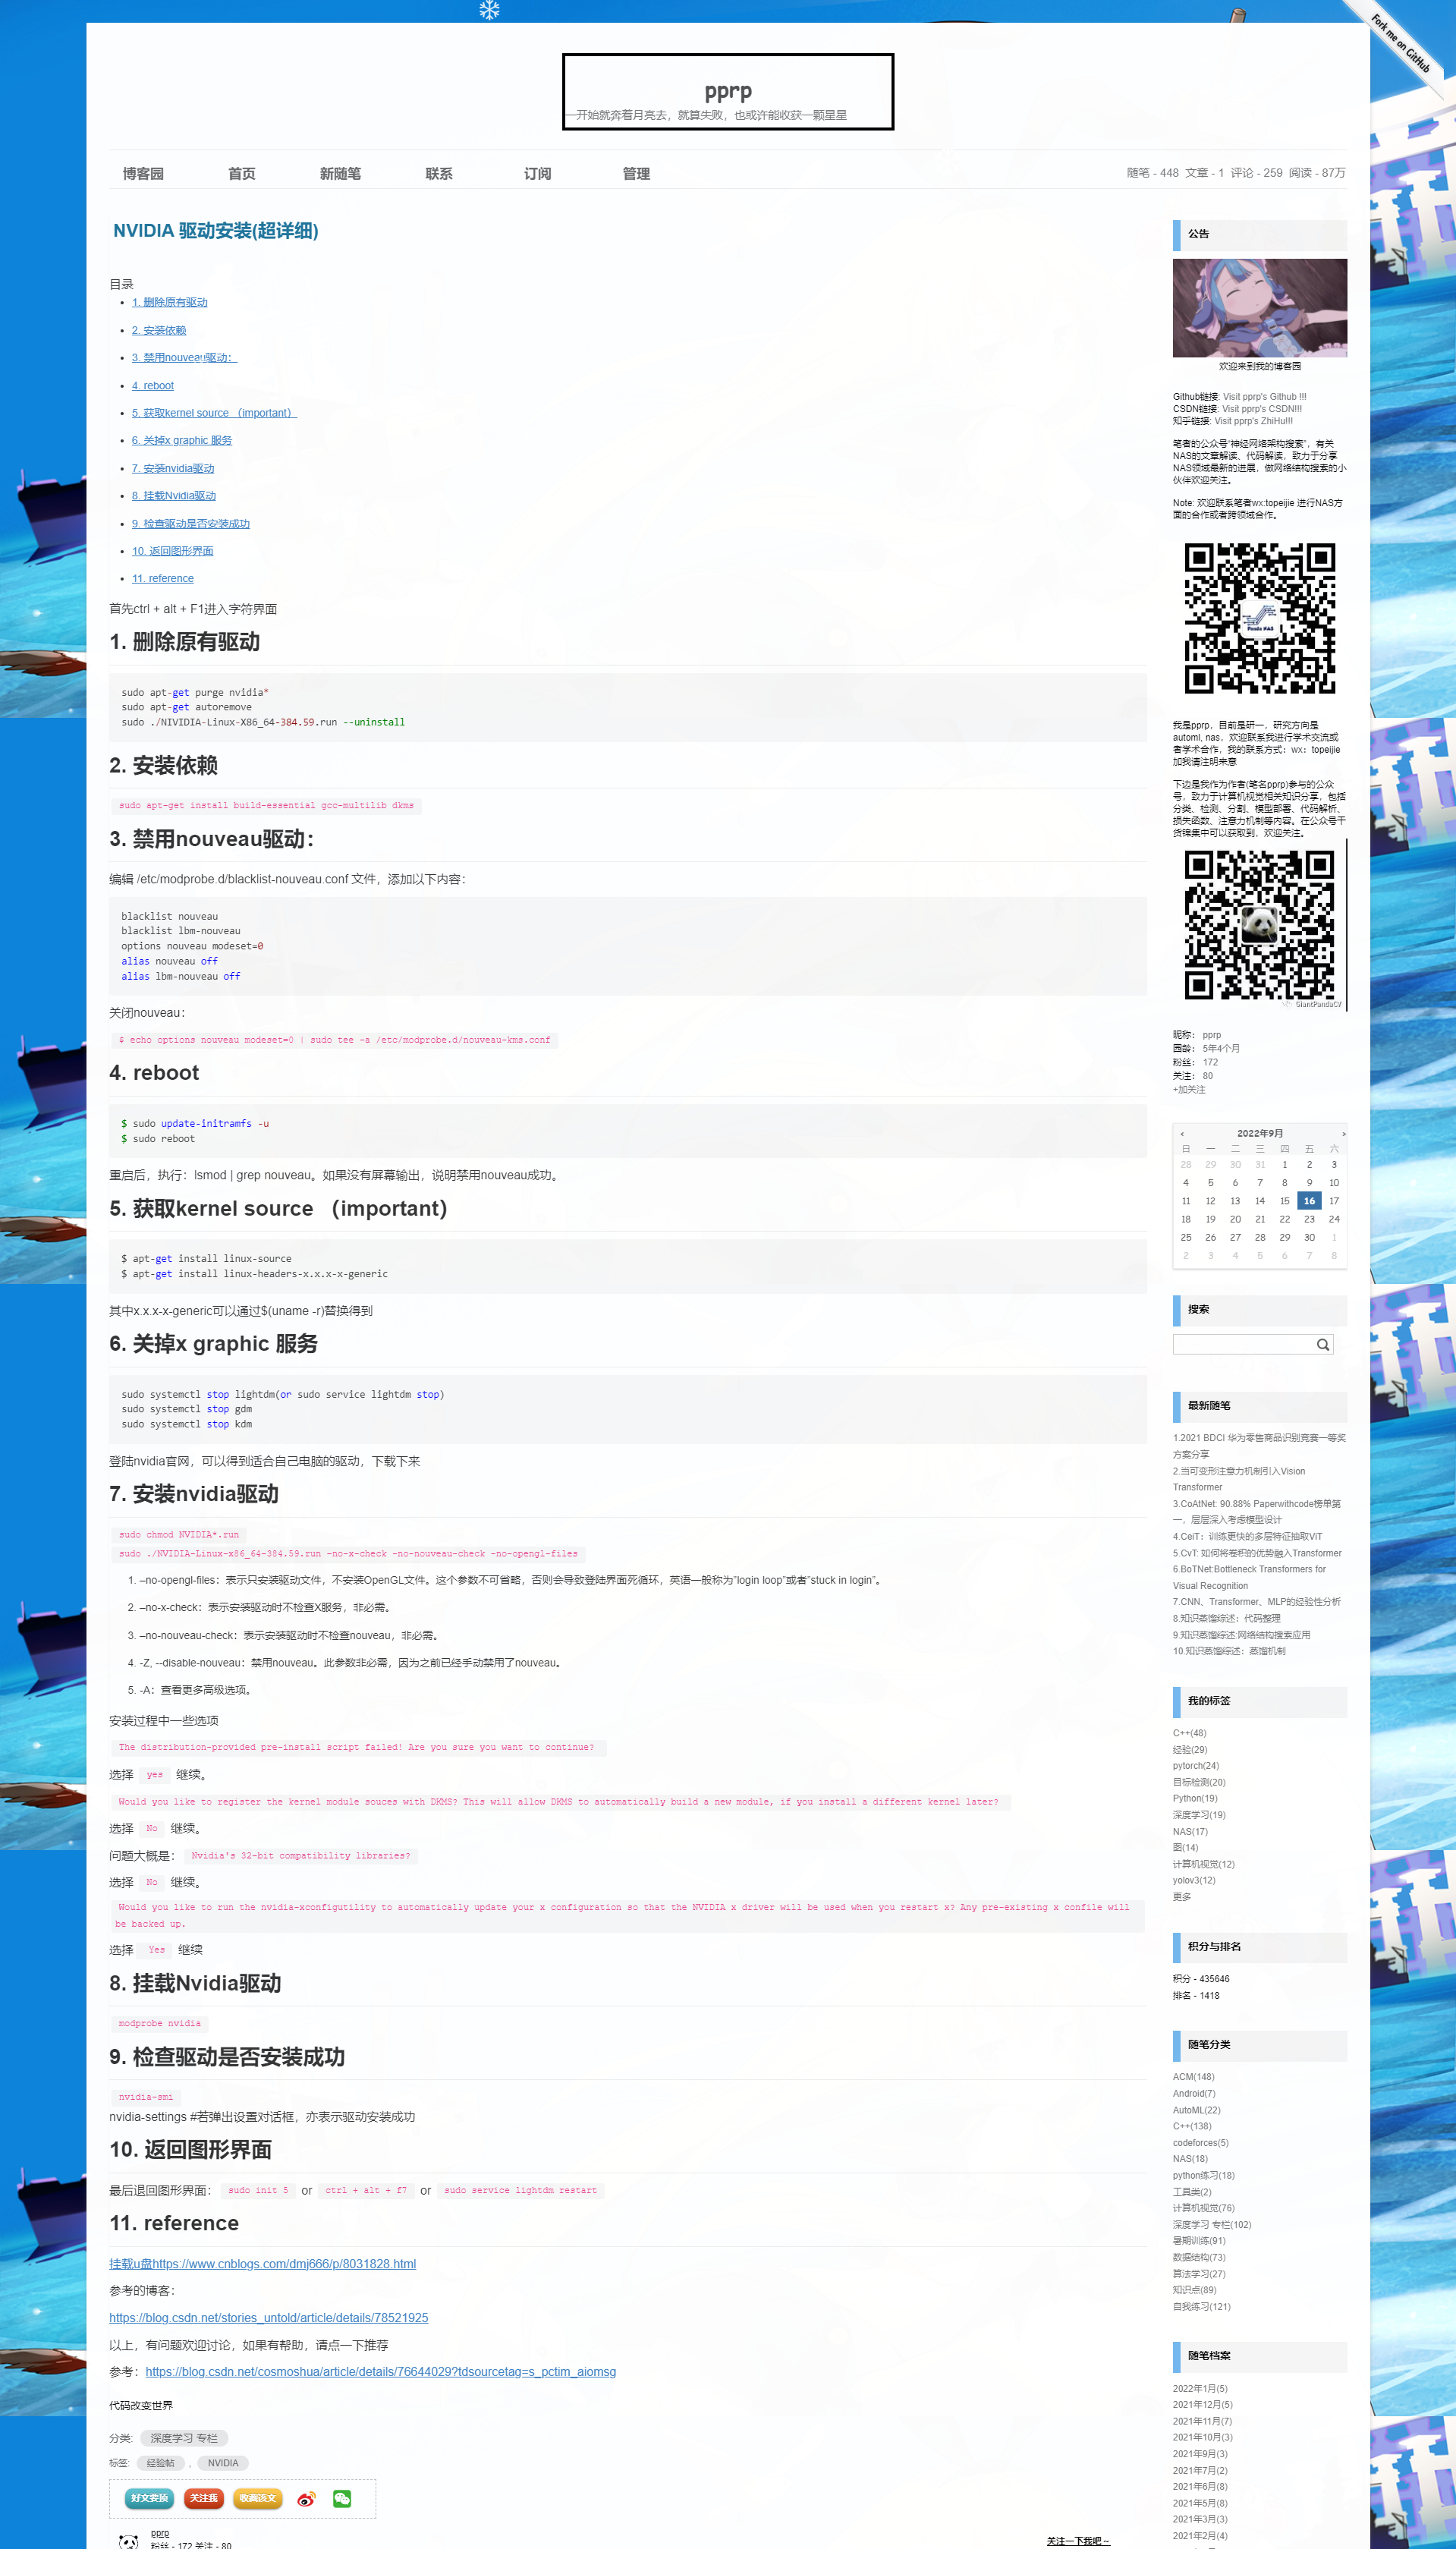 Fork me on GitHub
pprp
一开始就奔着月亮去，就算失败，也或许能收获一颗星星
博客园 首页 新随笔 联系 订阅 管理
随笔 - 448 文章 - 1 评论 - 259 阅读 - 87万
NVIDIA 驱动安装(超详细)
目录
1. 删除原有驱动
2. 安装依赖
3. 禁用nouveau驱动：
4. reboot
5. 获取kernel source （important）
6. 关掉x graphic 服务
7. 安装nvidia驱动
8. 挂载Nvidia驱动
9. 检查驱动是否安装成功
10. 返回图形界面
11. reference
首先ctrl + alt + F1进入字符界面
1. 删除原有驱动
sudo apt-get purge nvidia*
sudo apt-get autoremove
sudo ./NIVIDIA-Linux-X86_64-384.59.run --uninstall
2. 安装依赖
sudo apt-get install build-essential gcc-multilib dkms
3. 禁用nouveau驱动：
编辑 /etc/modprobe.d/blacklist-nouveau.conf 文件，添加以下内容：
blacklist nouveau
blacklist lbm-nouveau
options nouveau modeset=0
alias nouveau off
alias lbm-nouveau off
关闭nouveau：
$ echo options nouveau modeset=0 | sudo tee -a /etc/modprobe.d/nouveau-kms.conf
4. reboot
$ sudo update-initramfs -u
$ sudo reboot
重启后，执行：lsmod | grep nouveau。如果没有屏幕输出，说明禁用nouveau成功。
5. 获取kernel source （important）
$ apt-get install linux-source
$ apt-get install linux-headers-x.x.x-x-generic
其中x.x.x-x-generic可以通过$(uname -r)替换得到
6. 关掉x graphic 服务
sudo systemctl stop lightdm(or sudo service lightdm stop)
sudo systemctl stop gdm
sudo systemctl stop kdm
登陆nvidia官网，可以得到适合自己电脑的驱动，下载下来
7. 安装nvidia驱动
sudo chmod NVIDIA*.run
sudo ./NVIDIA-Linux-x86_64-384.59.run -no-x-check -no-nouveau-check -no-opengl-files
1. –no-opengl-files：表示只安装驱动文件，不安装OpenGL文件。这个参数不可省略，否则会导致登陆界面死循环，英语一般称为”login loop”或者”stuck in login”。
2. –no-x-check：表示安装驱动时不检查X服务，非必需。
3. –no-nouveau-check：表示安装驱动时不检查nouveau，非必需。
4. -Z, --disable-nouveau：禁用nouveau。此参数非必需，因为之前已经手动禁用了nouveau。
5. -A：查看更多高级选项。
安装过程中一些选项
The distribution-provided pre-install script failed! Are you sure you want to continue?
选择 yes 继续。
Would you like to register the kernel module souces with DKMS? This will allow DKMS to automatically build a new module, if you install a different kernel later?
选择 No 继续。
问题大概是： Nvidia's 32-bit compatibility libraries?
选择 No 继续。
Would you like to run the nvidia-xconfigutility to automatically update your x configuration so that the NVIDIA x driver will be used when you restart x? Any pre-existing x confile will
be backed up.
选择 Yes 继续
8. 挂载Nvidia驱动
modprobe nvidia
9. 检查驱动是否安装成功
nvidia-smi
nvidia-settings #若弹出设置对话框，亦表示驱动安装成功
10. 返回图形界面
最后退回图形界面： sudo init 5 or ctrl + alt + f7 or sudo service lightdm restart
11. reference
挂载u盘https://www.cnblogs.com/dmj666/p/8031828.html
参考的博客：
https://blog.csdn.net/stories_untold/article/details/78521925
以上，有问题欢迎讨论，如果有帮助，请点一下推荐
参考：https://blog.csdn.net/cosmoshua/article/details/76644029?tdsourcetag=s_pctim_aiomsg
代码改变世界
分类: 深度学习 专栏
标签: 经验帖 , NVIDIA
好文要顶 关注我 收藏该文
pprp
粉丝 - 172 关注 - 80
关注一下我吧～
公告
欢迎来到我的博客园
Github链接: Visit pprp's Github !!!
CSDN链接: Visit pprp's CSDN!!!
知乎链接: Visit pprp's ZhiHu!!!
笔者的公众号“神经网络架构搜索”，有关
NAS的文章解读、代码解读，致力于分享
NAS领域最新的进展，做网络结构搜索的小
伙伴欢迎关注。
Note: 欢迎联系笔者wx:topeijie 进行NAS方
面的合作或者跨领域合作。
Panda NAS
我是pprp，目前是研一，研究方向是
automl, nas，欢迎联系我进行学术交流或
者学术合作，我的联系方式：wx：topeijie
加我请注明来意
下边是我作为作者(笔名pprp)参与的公众
号，致力于计算机视觉相关知识分享，包括
分类、检测、分割、模型部署、代码解析、
损失函数、注意力机制等内容。在公众号干
货锦集中可以获取到，欢迎关注。
GiantPandaCV
昵称： pprp
园龄： 5年4个月
粉丝： 172
关注： 80
+加关注
‹ 2022年9月 ›
日 一 二 三 四 五 六
28 29 30 31 1 2 3
4 5 6 7 8 9 10
11 12 13 14 15 16 17
18 19 20 21 22 23 24
25 26 27 28 29 30 1
2 3 4 5 6 7 8
搜索
最新随笔
1.2021 BDCI 华为零售商品识别竞赛一等奖
方案分享
2.当可变形注意力机制引入Vision
Transformer
3.CoAtNet: 90.88% Paperwithcode榜单第
一，层层深入考虑模型设计
4.CeiT：训练更快的多层特征抽取ViT
5.CvT: 如何将卷积的优势融入Transformer
6.BoTNet:Bottleneck Transformers for
Visual Recognition
7.CNN、Transformer、MLP的经验性分析
8.知识蒸馏综述：代码整理
9.知识蒸馏综述:网络结构搜索应用
10.知识蒸馏综述：蒸馏机制
我的标签
C++(48)
经验(29)
pytorch(24)
目标检测(20)
Python(19)
深度学习(19)
NAS(17)
图(14)
计算机视觉(12)
yolov3(12)
更多
积分与排名
积分 - 435646
排名 - 1418
随笔分类
ACM(148)
Android(7)
AutoML(22)
C++(138)
codeforces(5)
NAS(18)
python练习(18)
工具类(2)
计算机视觉(76)
深度学习 专栏(102)
暑期训练(91)
数据结构(73)
算法学习(27)
知识点(89)
自我练习(121)
随笔档案
2022年1月(5)
2021年12月(5)
2021年11月(7)
2021年10月(3)
2021年9月(3)
2021年7月(2)
2021年6月(8)
2021年5月(8)
2021年3月(3)
2021年2月(4)